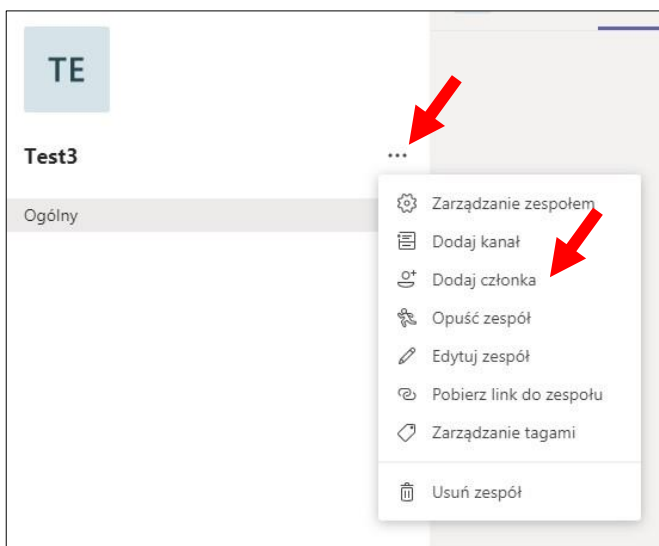 TE
Test3
...
Ogólny
Zarządzanie zespołem
Dodaj kanał
Dodaj członka
Opuść zespół
Edytuj zespół
Pobierz link do zespołu
Zarządzanie tagami
Usuń zespół